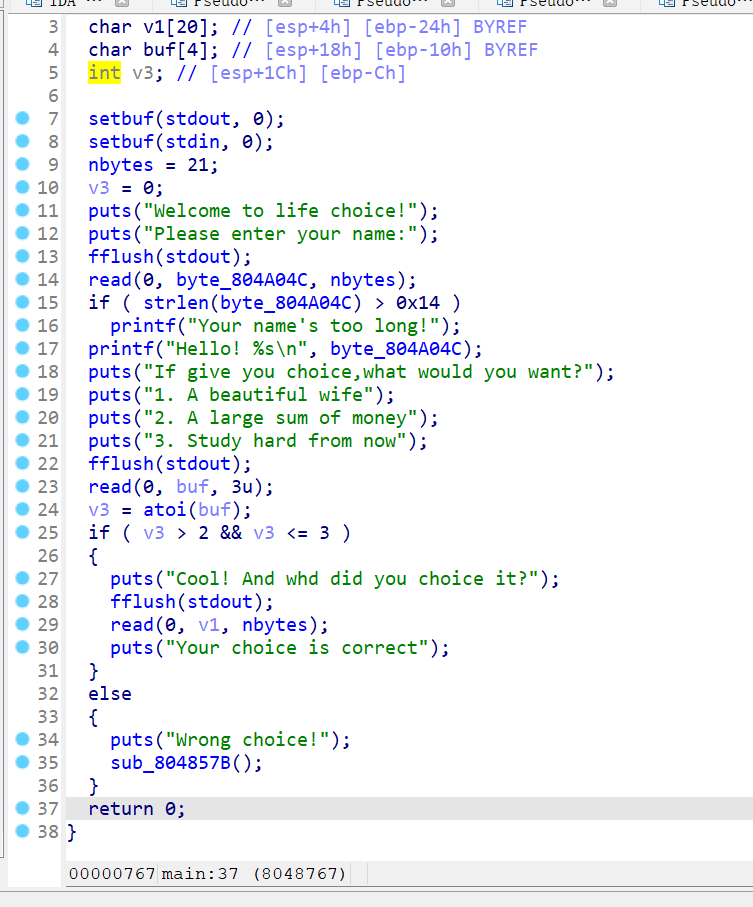 IDA
Pseudo···
Pseudo···
Pseudo···
Pseudo···
3 char v1[20]; // [esp+4h] [ebp-24h] BYREF
4 char buf[4]; // [esp+18h] [ebp-10h] BYREF
5 int v3; // [esp+1Ch] [ebp-Ch]
6
7 setbuf(stdout, 0);
8 setbuf(stdin, 0);
9 nbytes = 21;
10 v3 = 0;
11 puts("Welcome to life choice!");
12 puts("Please enter your name:");
13 fflush(stdout);
14 read(0, byte_804A04C, nbytes);
15 if ( strlen(byte_804A04C) > 0x14 )
16 printf("Your name's too long!");
17 printf("Hello! %s\n", byte_804A04C);
18 puts("If give you choice,what would you want?");
19 puts("1. A beautiful wife");
20 puts("2. A large sum of money");
21 puts("3. Study hard from now");
22 fflush(stdout);
23 read(0, buf, 3u);
24 v3 = atoi(buf);
25 if ( v3 > 2 && v3 <= 3 )
26 {
27 puts("Cool! And whd did you choice it?");
28 fflush(stdout);
29 read(0, v1, nbytes);
30 puts("Your choice is correct");
31 }
32 else
33 {
34 puts("Wrong choice!");
35 sub_804857B();
36 }
37 return 0;
38 }
00000767 main:37 (8048767)